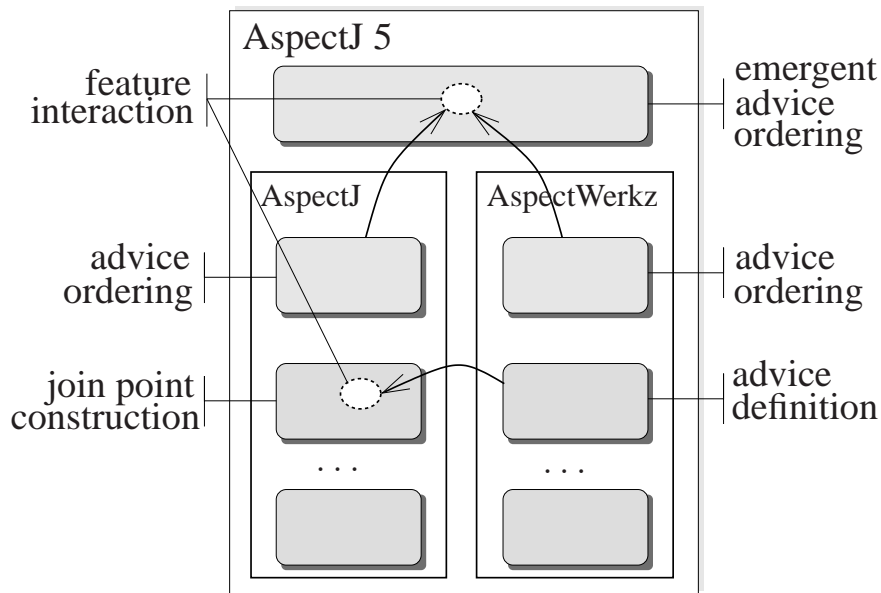 AspectJ 5
feature
interaction
emergent
advice
ordering
AspectJ
AspectWerkz
advice
ordering
advice
ordering
join point
construction
advice
definition
. . .
. . .